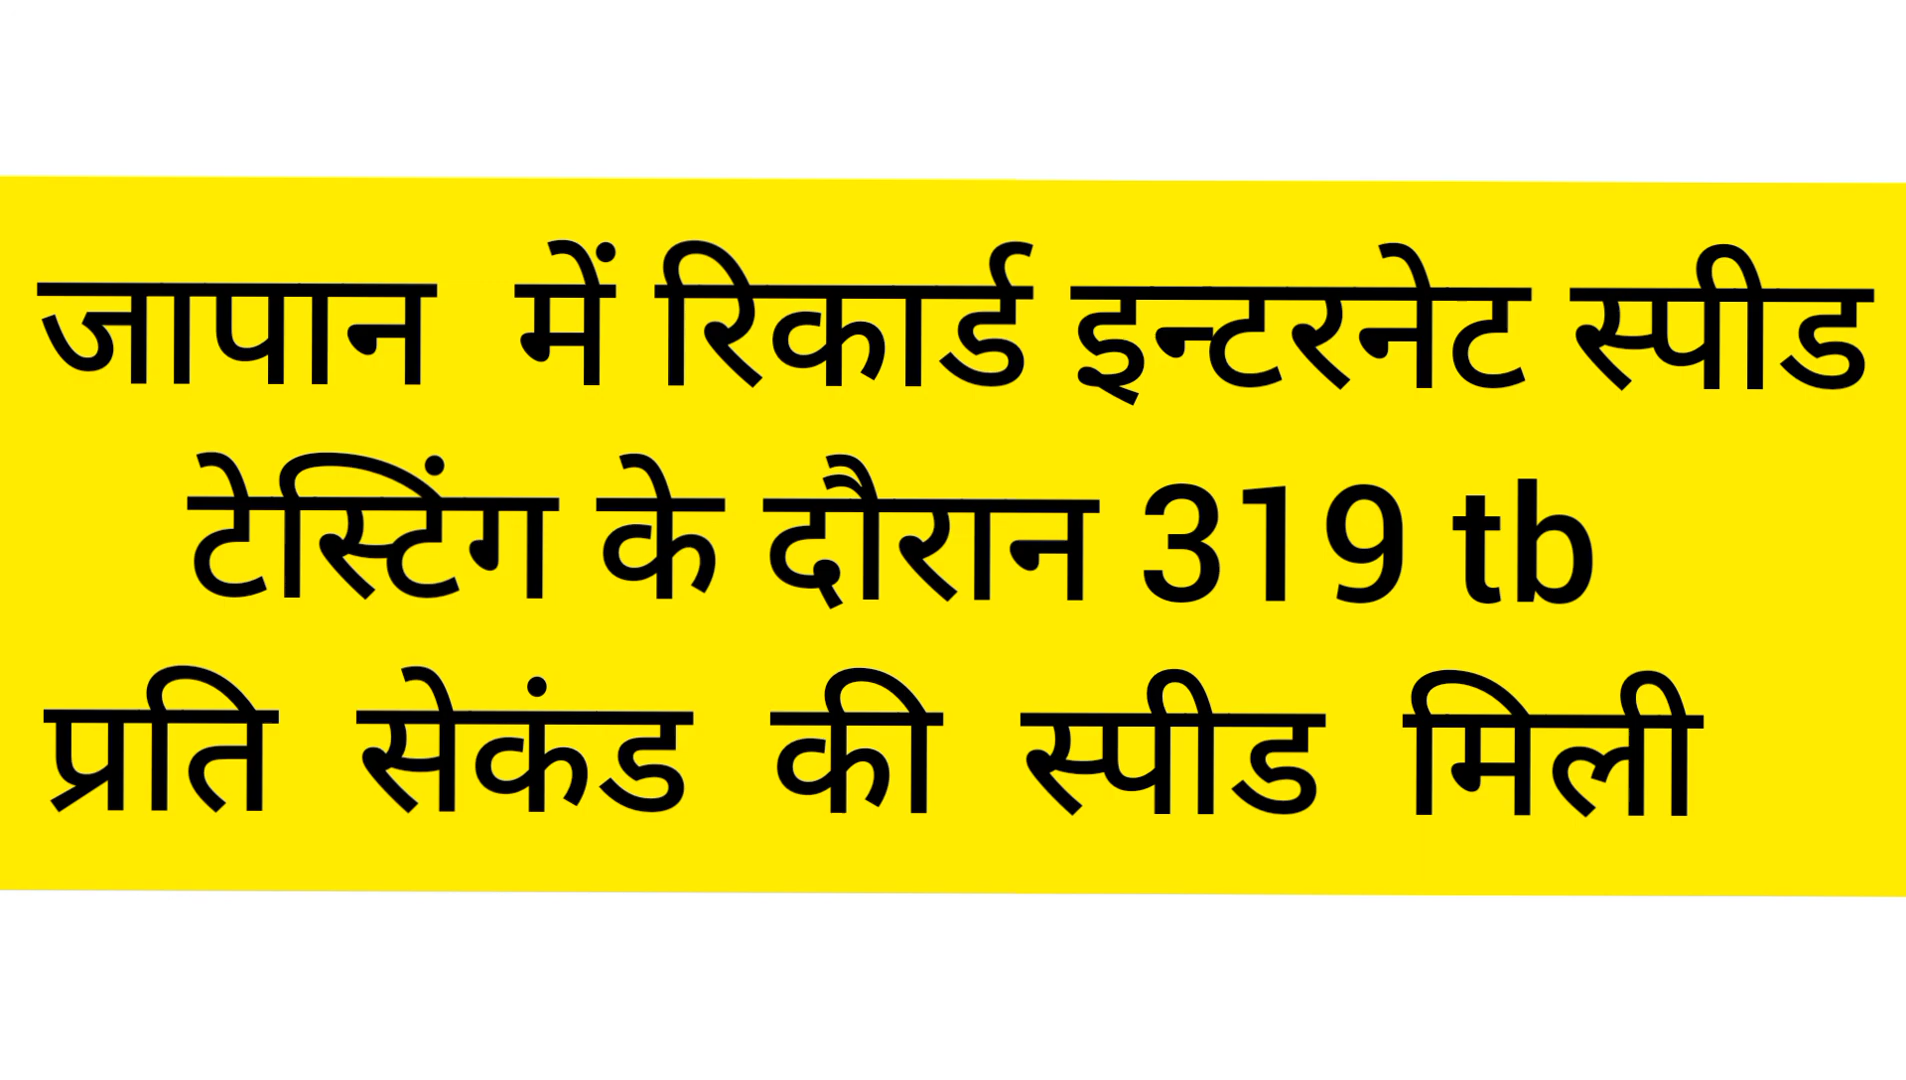 जापान में रिकार्ड इन्टरनेट स्पीड
टेस्टिंग के दौरान 319 tb
प्रति सेकंड की स्पीड मिली